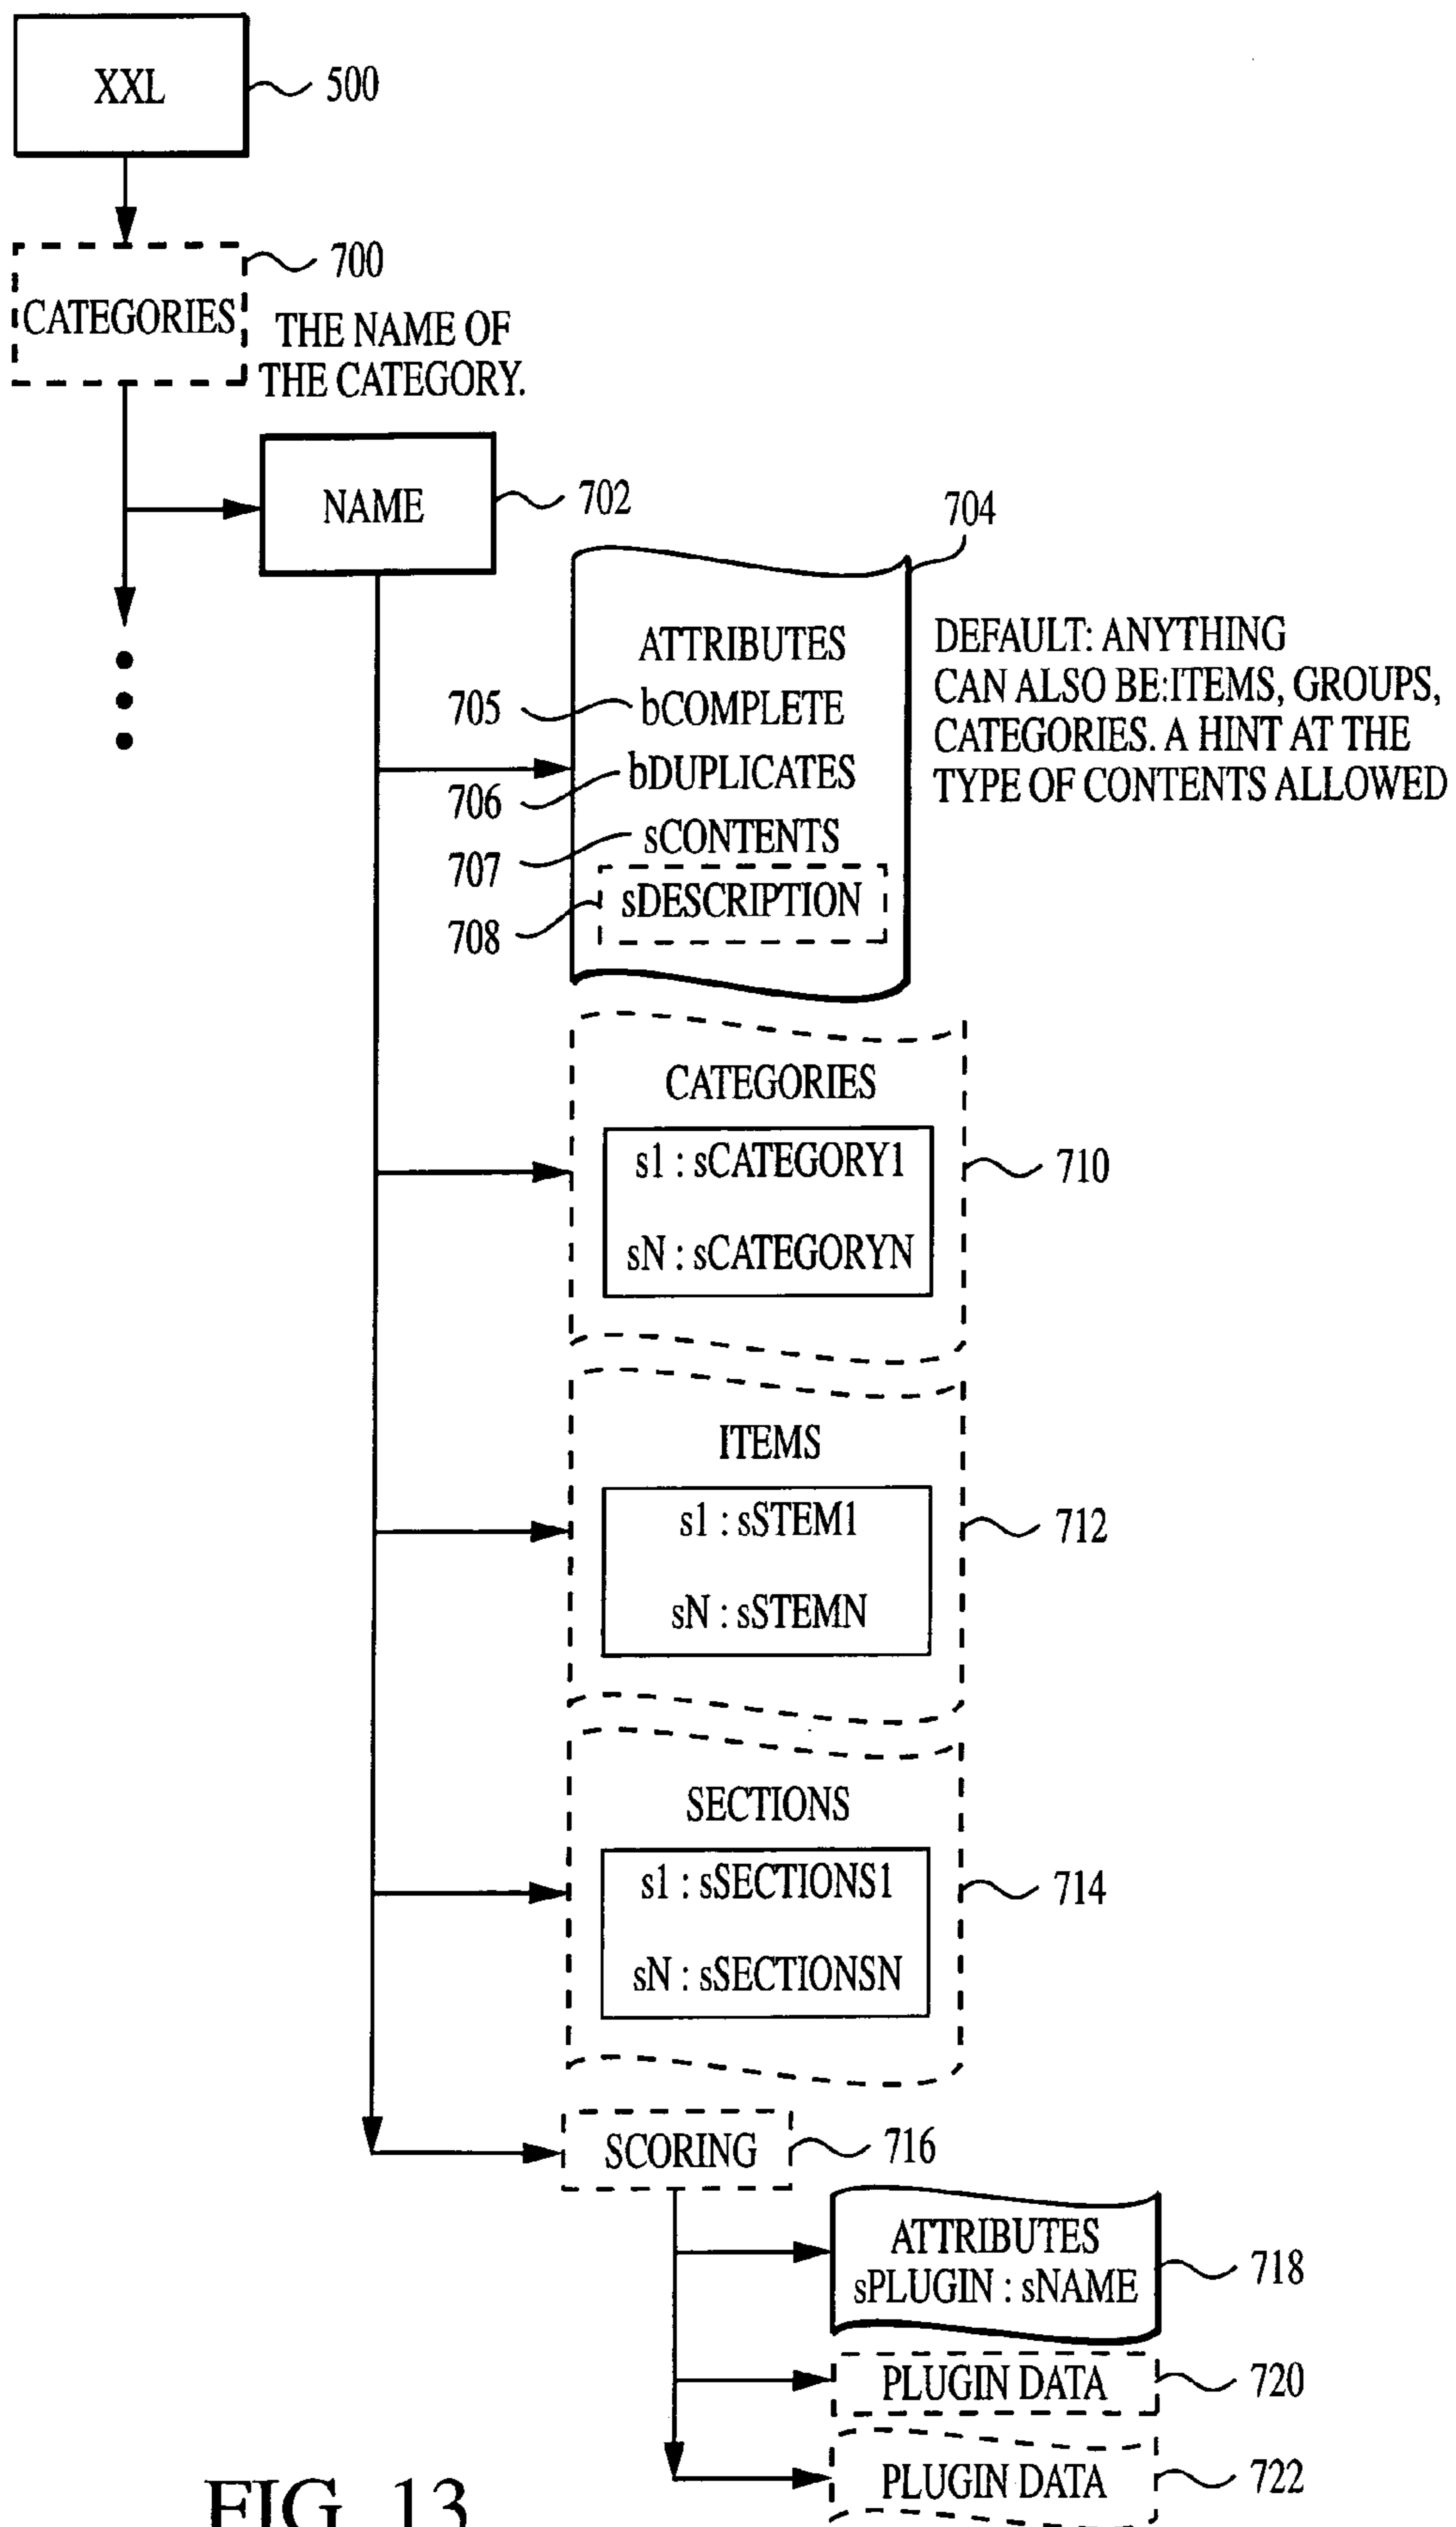 XXL
500
700
CATEGORIES
THE NAME OF
THE CATEGORY.
NAME
702
704
ATTRIBUTES
705
bCOMPLETE
706
bDUPLICATES
707
sCONTENTS
708
sDESCRIPTION
DEFAULT: ANYTHING
CAN ALSO BE:ITEMS, GROUPS,
CATEGORIES. A HINT AT THE
TYPE OF CONTENTS ALLOWED
CATEGORIES
s1 : sCATEGORY1
sN : sCATEGORYN
710
ITEMS
s1 : sSTEM1
sN : sSTEMN
712
SECTIONS
s1 : sSECTIONS1
sN : sSECTIONSN
714
SCORING
716
ATTRIBUTES
sPLUGIN : sNAME
718
PLUGIN DATA
720
PLUGIN DATA
722
FIG. 13